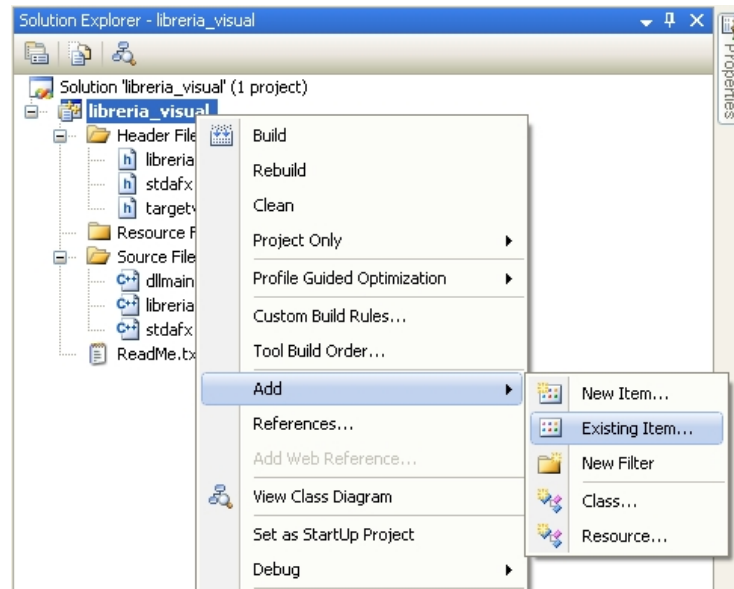 Solution Explorer - libreria_visual
Properties
Solution 'libreria_visual' (1 project)
libreria_visual
Header File
libreria
stdafx
targetv
Resource F
Source File
dllmain
libreria
stdafx
ReadMe.tx
Build
Rebuild
Clean
Project Only
Profile Guided Optimization
Custom Build Rules...
Tool Build Order...
Add
References...
Add Web Reference...
View Class Diagram
Set as StartUp Project
Debug
New Item...
Existing Item...
New Filter
Class...
Resource...